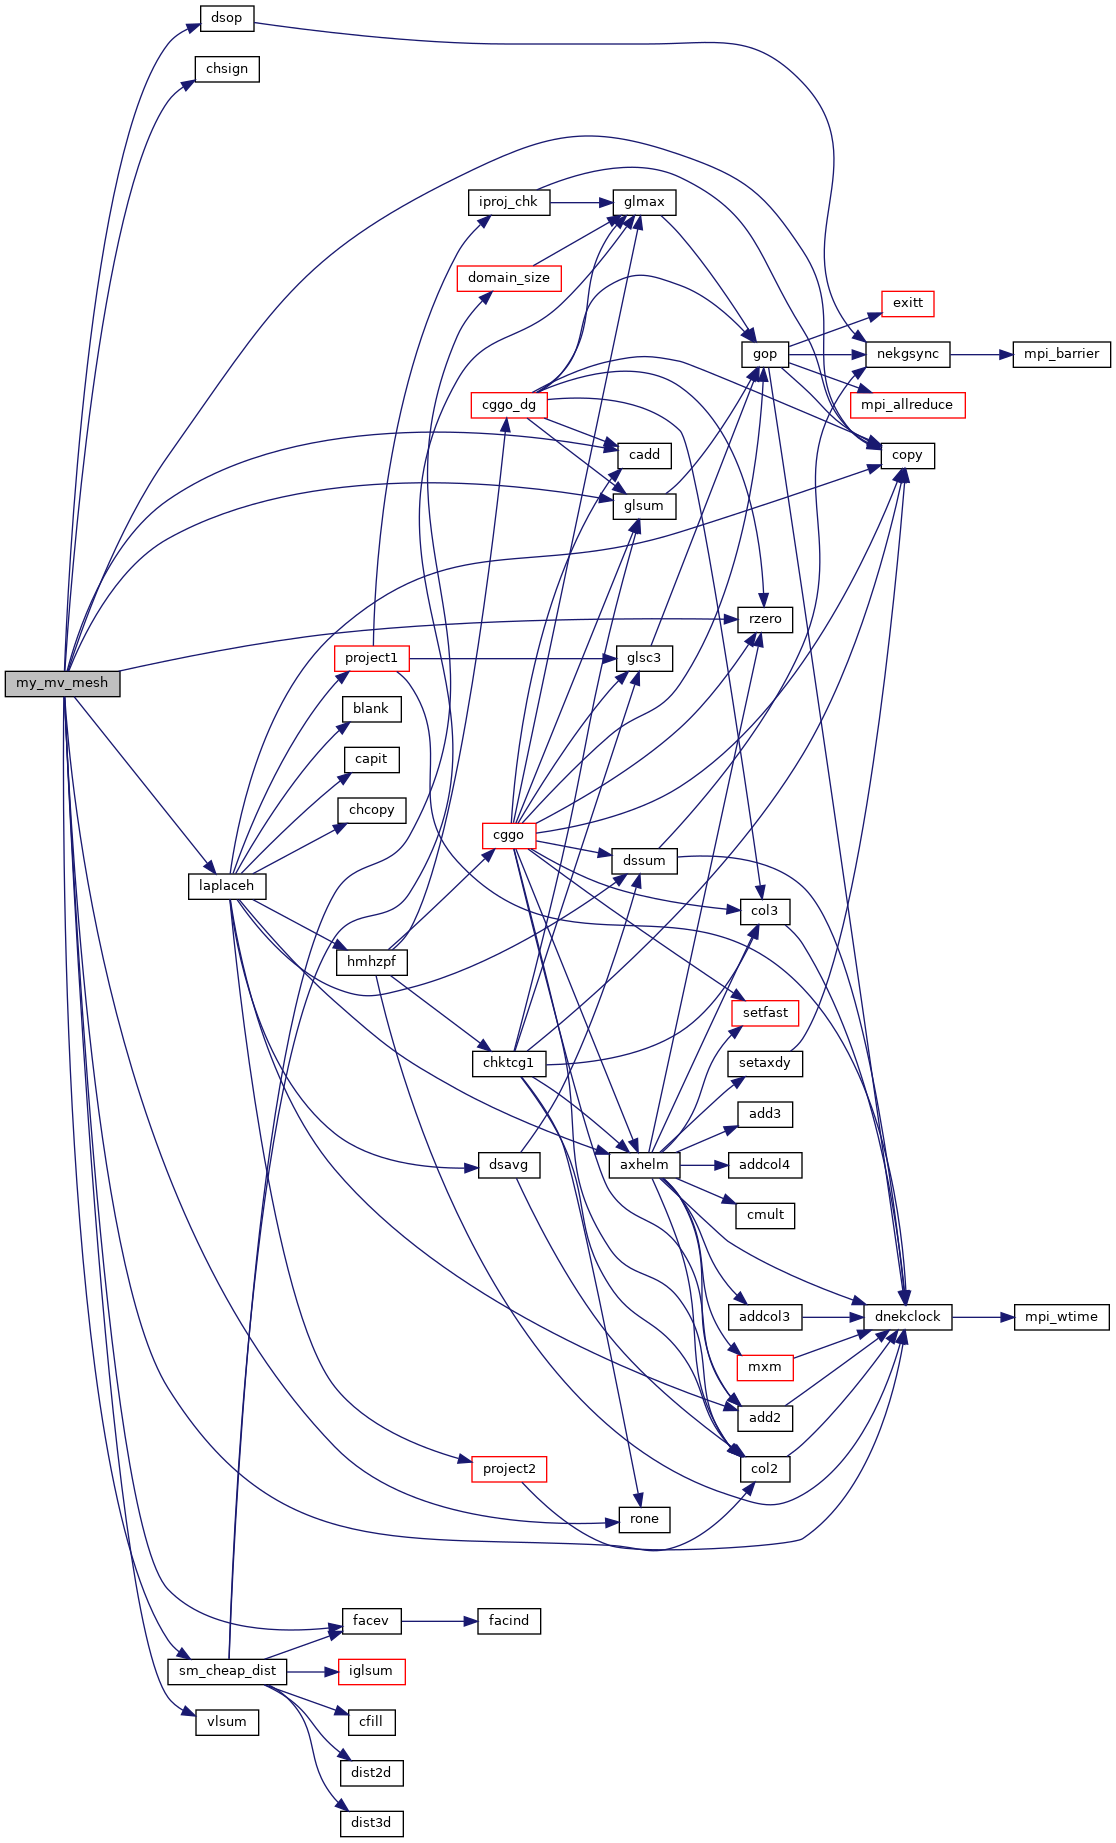 dsop
chsign
iproj_chk
glmax
domain_size
exitt
gop
nekgsync
mpi_barrier
cggo_dg
mpi_allreduce
cadd
copy
glsum
rzero
project1
glsc3
my_mv_mesh
blank
capit
chcopy
cggo
dssum
laplaceh
col3
hmhzpf
setfast
chktcg1
setaxdy
add3
dsavg
axhelm
addcol4
cmult
addcol3
dnekclock
mpi_wtime
mxm
add2
project2
col2
rone
facev
facind
sm_cheap_dist
iglsum
vlsum
cfill
dist2d
dist3d